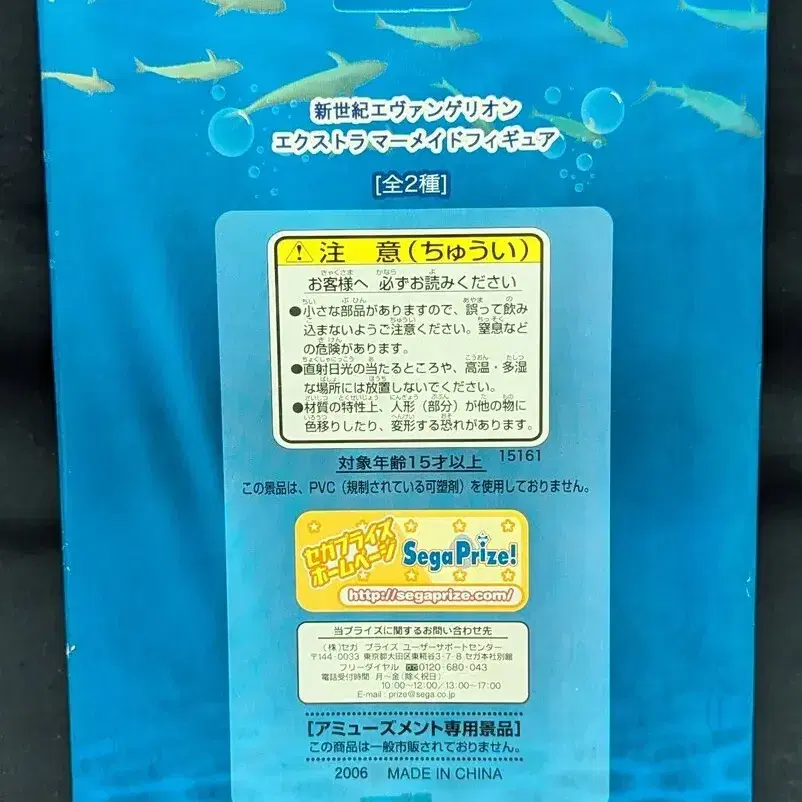 新世紀エヴァンゲリオン
エクストラ マーメイドフィギュア
[全2種]
注 意(ちゅうい)
お客様へ 必ずお読みください
●小さな部品がありますので、誤って飲み
込まないようご注意ください。窒息など
の危険があります。
●直射日光の当たるところや、高温・多湿
な場所には放置しないでください。
●材質の特性上、人形(部分)が他の物に
色移りしたり、変形する恐れがあります。
対象年齢15才以上 15161
この景品は、PVC(規制されている可塑剤)を使用しておりません。
セガプライズ
ホームページ
SegaPrize!
http://segaprize.com/
当プライズに関するお問い合わせ先
(株)セガ プライズ ユーザーサポートセンター
〒144-0033 東京都大田区東糀谷3-7-8 セガ本社別館
フリーダイヤル 0120-680-043
電話受付時間 月〜金(除く祝日)
10:00〜12:00/13:00〜17:00
E-mail:prize@sega.co.jp
[アミューズメント専用景品]
この商品は一般市販されておりません。
2006 MADE IN CHINA